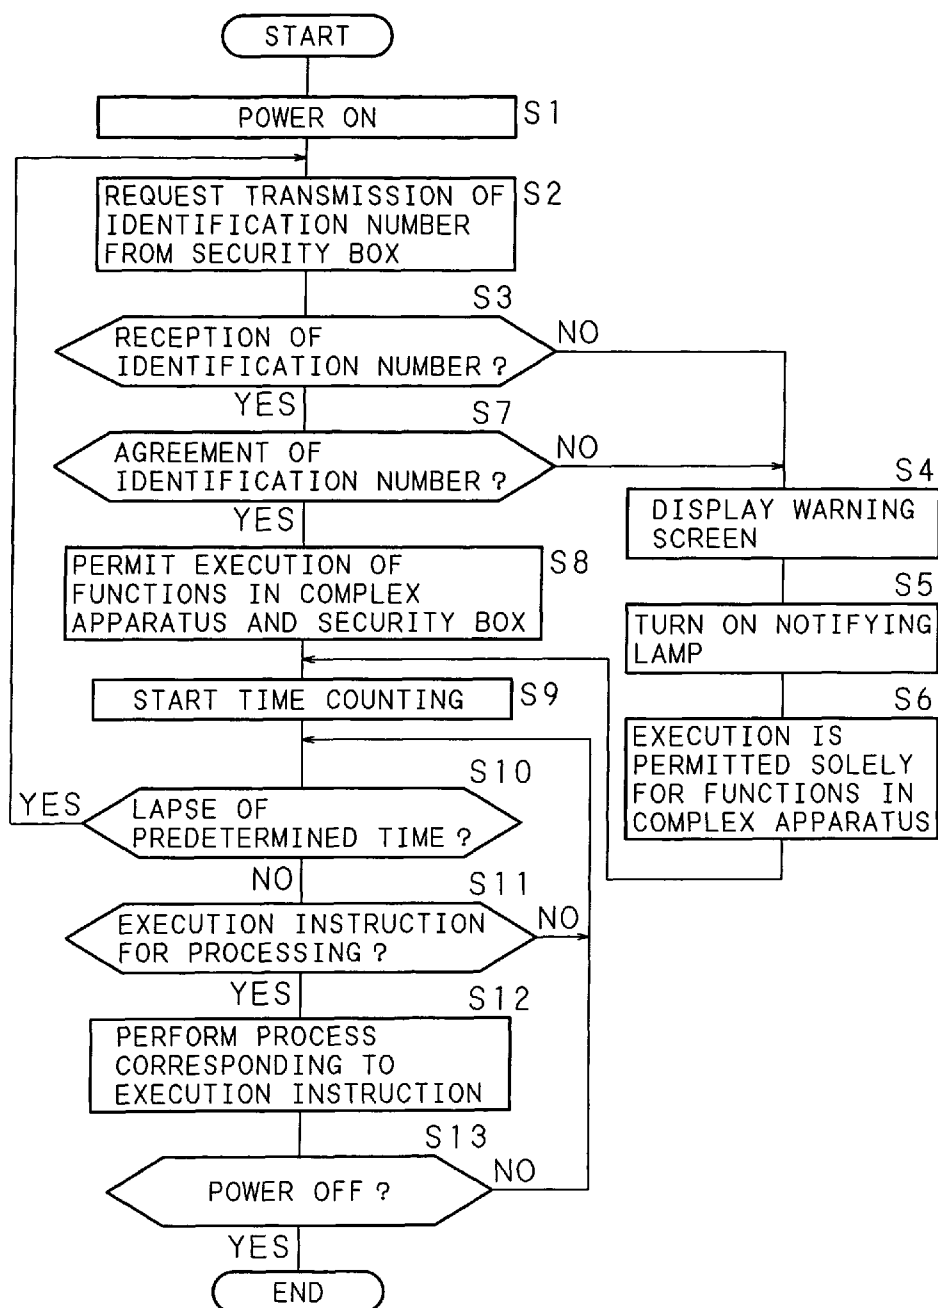 START
S1
POWER ON
S2
REQUEST TRANSMISSION OF
IDENTIFICATION NUMBER
FROM SECURITY BOX
S3
RECEPTION OF
IDENTIFICATION NUMBER?
NO
YES
S7
AGREEMENT OF
IDENTIFICATION NUMBER?
NO
YES
S4
DISPLAY WARNING
SCREEN
S5
TURN ON NOTIFYING
LAMP
S6
EXECUTION IS
PERMITTED SOLELY
FOR FUNCTIONS IN
COMPLEX APPARATUS
S8
PERMIT EXECUTION OF
FUNCTIONS IN COMPLEX
APPARATUS AND SECURITY BOX
S9
START TIME COUNTING
S10
YES
LAPSE OF
PREDETERMINED TIME?
NO
S11
EXECUTION INSTRUCTION
FOR PROCESSING?
NO
YES
S12
PERFORM PROCESS
CORRESPONDING TO
EXECUTION INSTRUCTION
S13
POWER OFF?
NO
YES
END